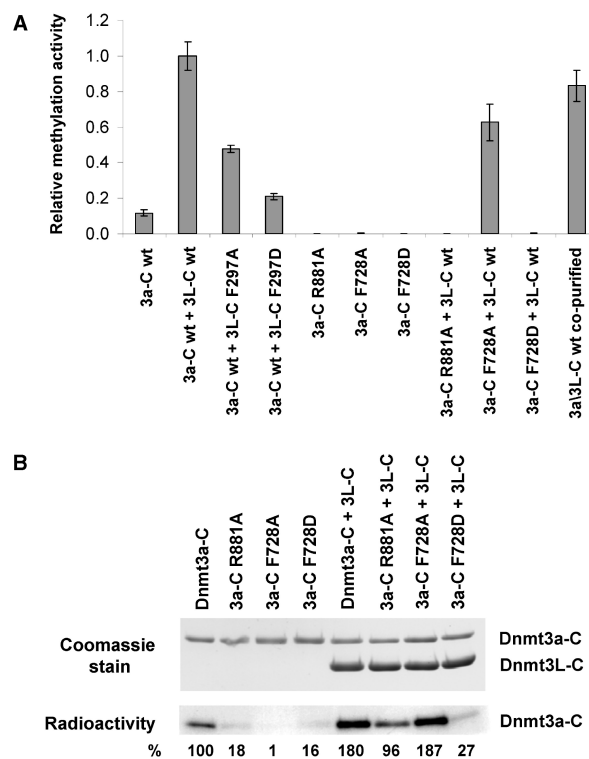 A
Relative methylation activity
1.2
1.0
0.8
0.6
0.4
0.2
0.0
3a-C wt
3a-C wt + 3L-C wt
3a-C wt + 3L-C F297A
3a-C wt + 3L-C F297D
3a-C R881A
3a-C F728A
3a-C F728D
3a-C R881A + 3L-C wt
3a-C F728A + 3L-C wt
3a-C F728D + 3L-C wt
3a\3L-C wt co-purified
B
Dnmt3a-C
3a-C R881A
3a-C F728A
3a-C F728D
Dnmt3a-C + 3L-C
3a-C R881A + 3L-C
3a-C F728A + 3L-C
3a-C F728D + 3L-C
Coomassie
stain
Dnmt3a-C
Dnmt3L-C
Radioactivity
Dnmt3a-C
% 100 18 1 16 180 96 187 27